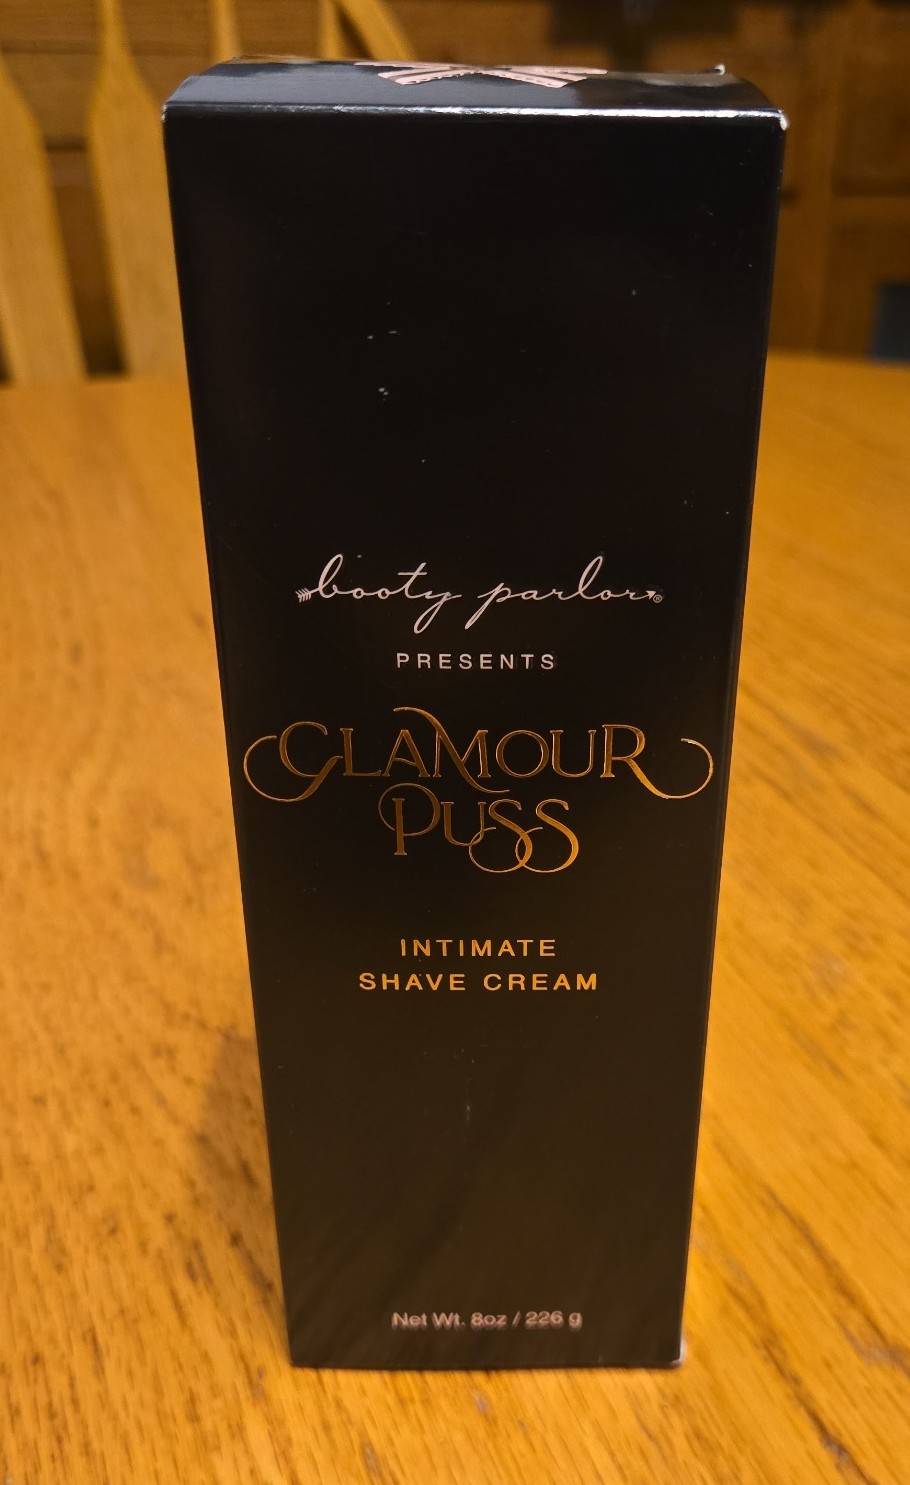 booty parlor®
PRESENTS
GLAMOUR
PUSS
INTIMATE
SHAVE CREAM
Net Wt. 8oz / 226 g